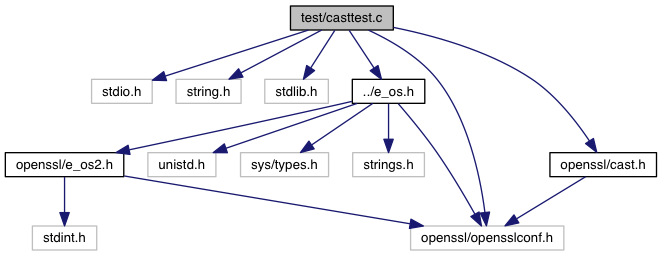 test/casttest.c
stdio.h
string.h
stdlib.h
../e_os.h
openssl/e_os2.h
unistd.h
sys/types.h
strings.h
openssl/cast.h
stdint.h
openssl/opensslconf.h